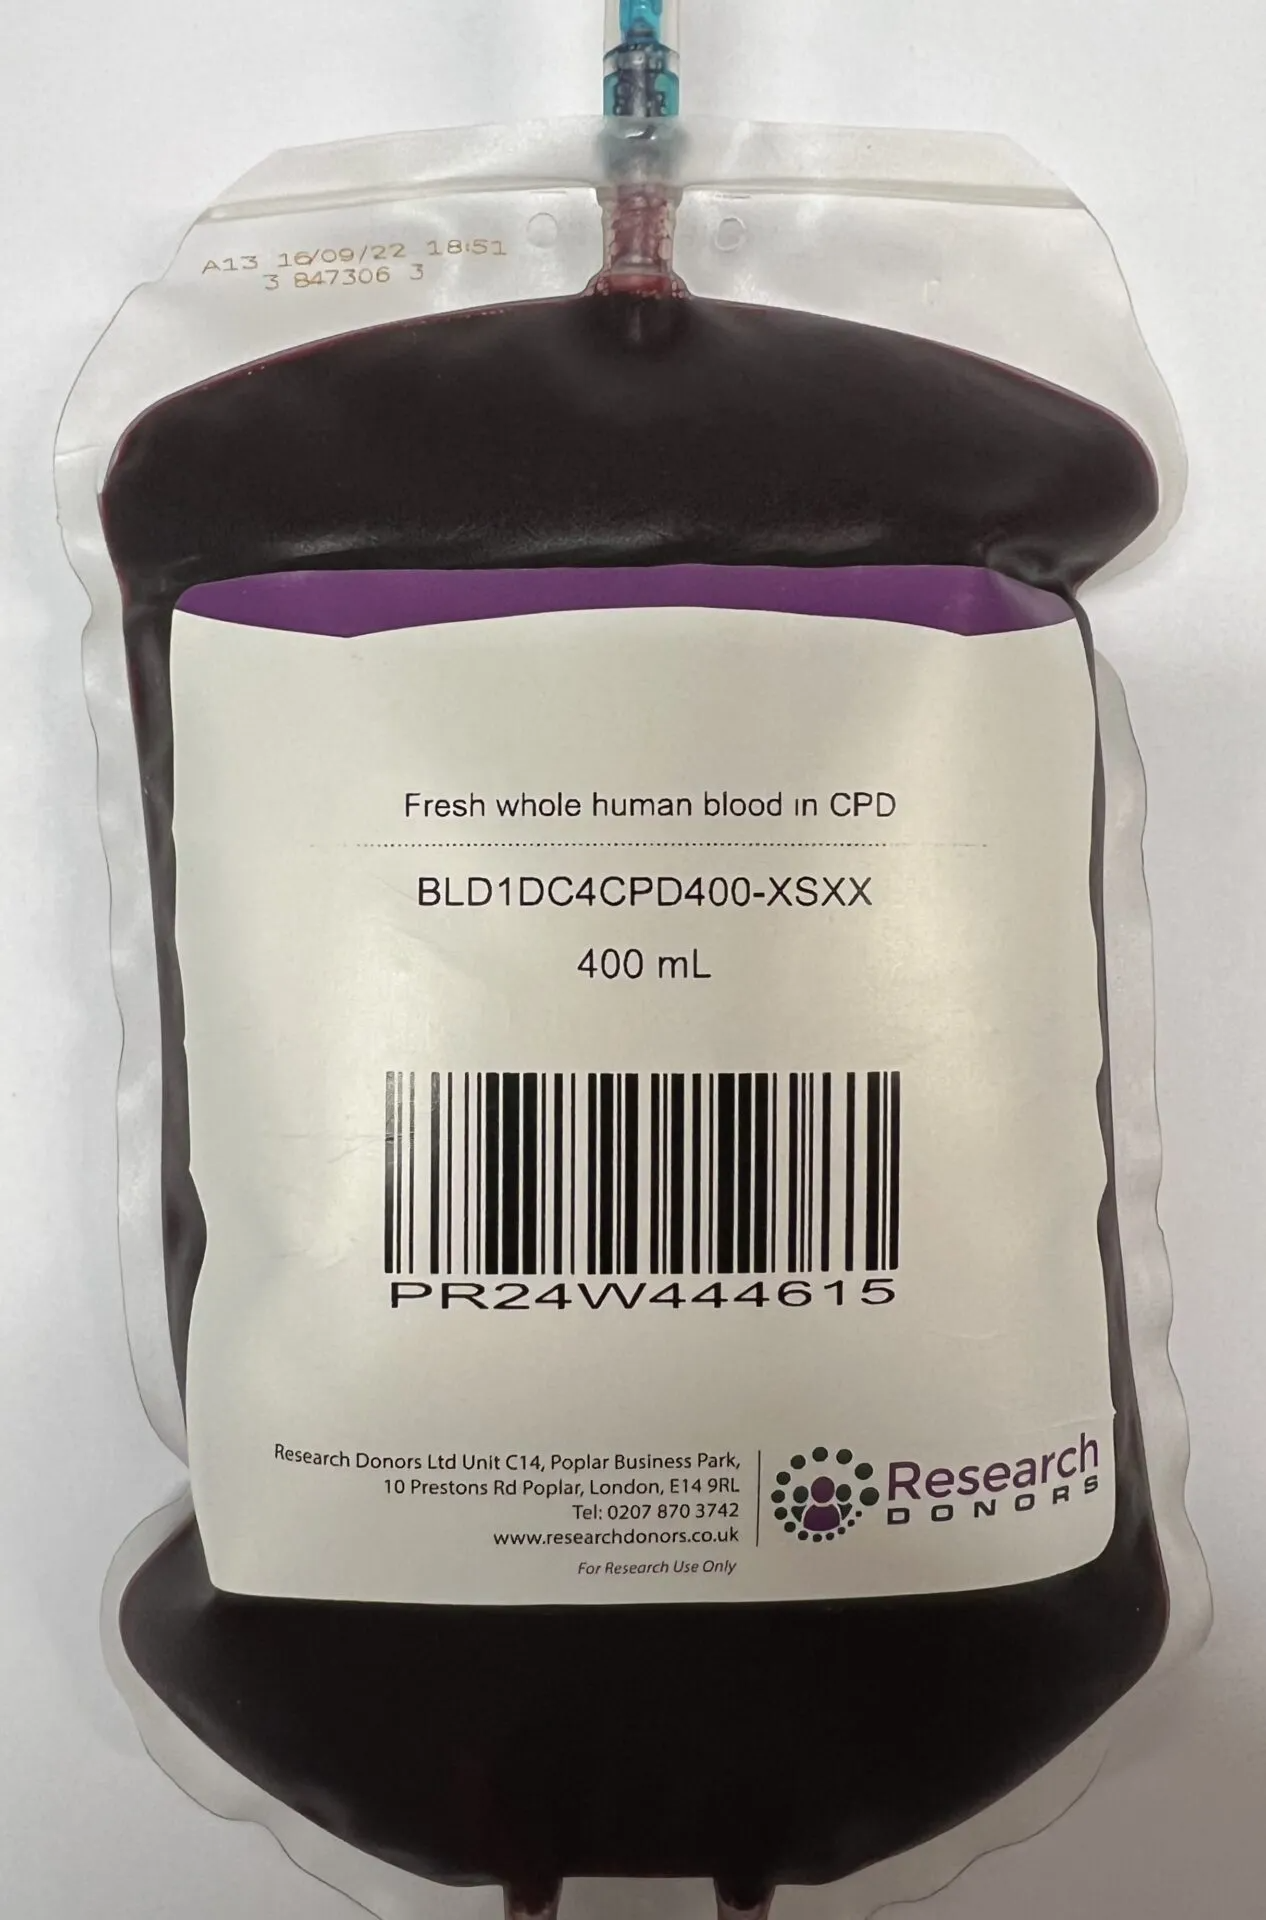 A13 16/09/22 18:51
3 847306 3
Fresh whole human blood in CPD
BLD1DC4CPD400-XSXX
400 mL
PR24W444615
Research Donors Ltd Unit C14, Poplar Business Park,
10 Prestons Rd Poplar, London, E14 9RL
Tel: 0207 870 3742
www.researchdonors.co.uk
For Research Use Only
Research
DONORS